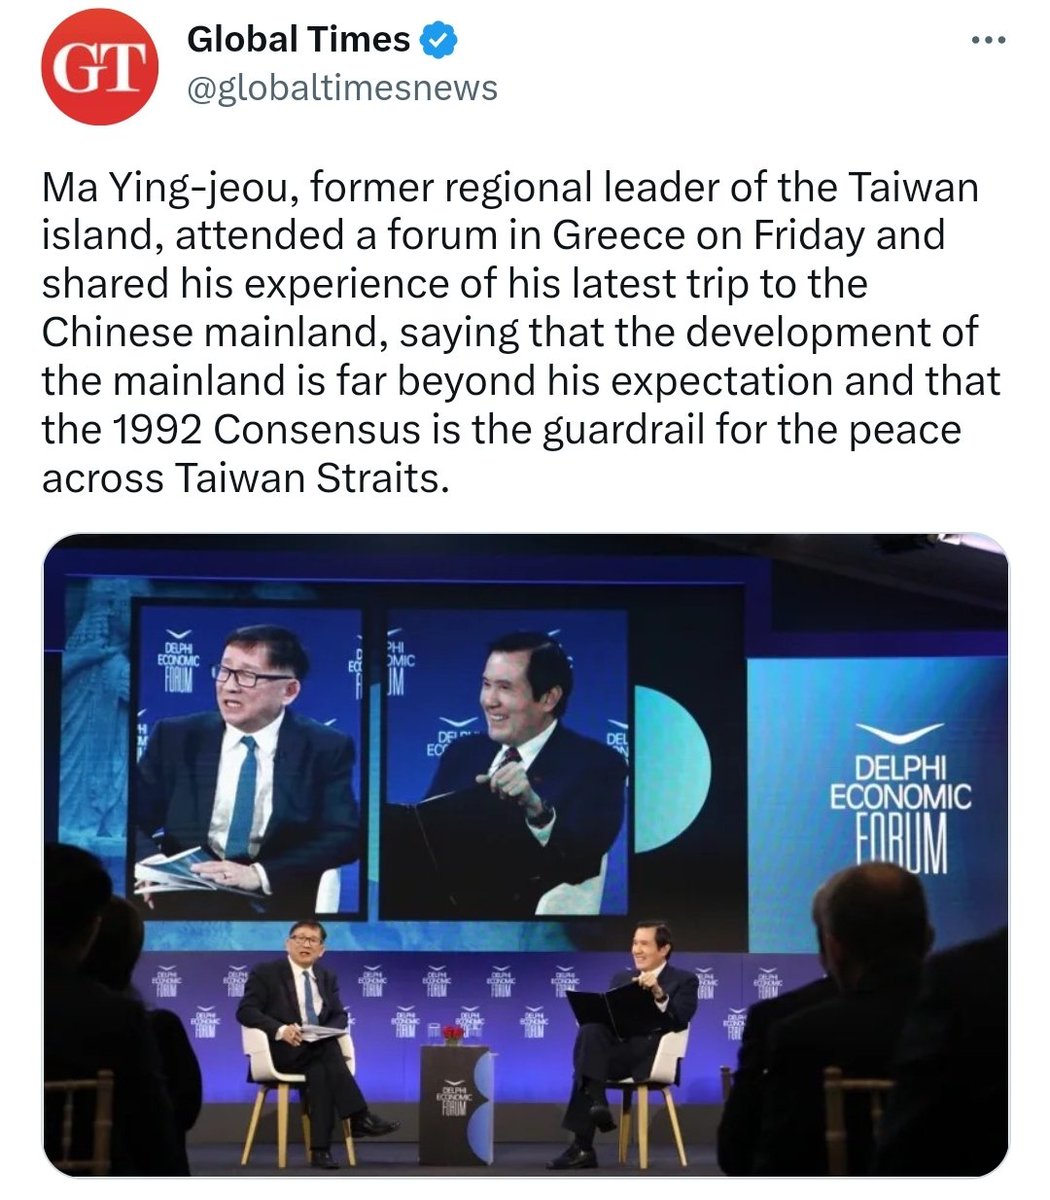 GT
Global Times
@globaltimesnews
Ma Ying-jeou, former regional leader of the Taiwan
island, attended a forum in Greece on Friday and
shared his experience of his latest trip to the
Chinese mainland, saying that the development of
the mainland is far beyond his expectation and that
the 1992 Consensus is the guardrail for the peace
across Taiwan Straits.
DELPHI
ECONOMIC
FORUM
DELPHI
ECONOMIC
FORUM
DELPHI
ECONOMIC
FORUM